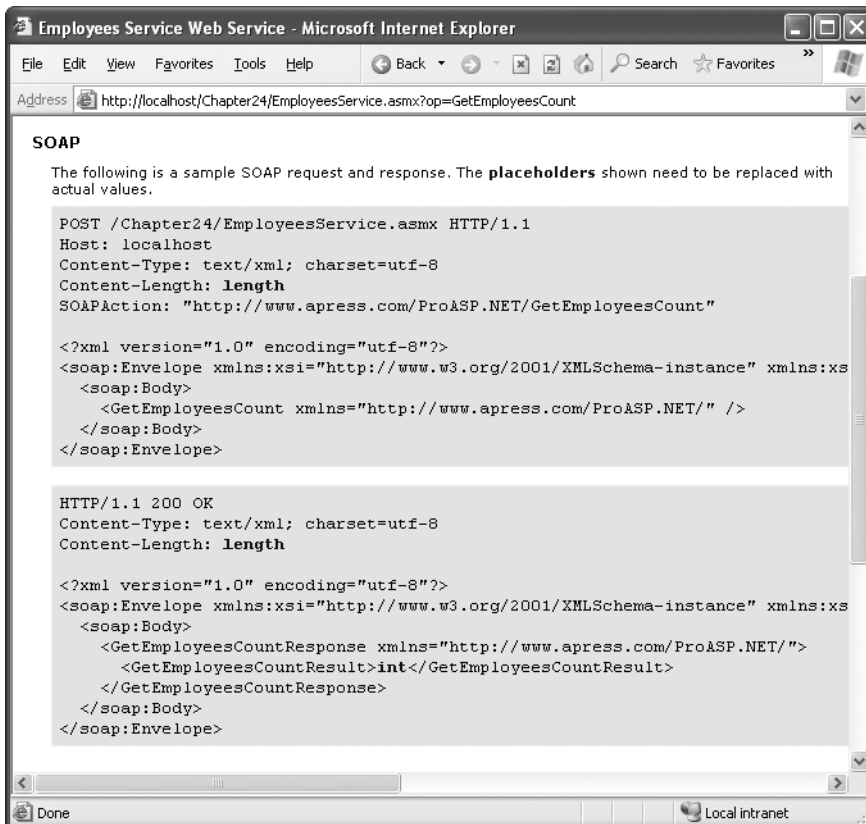 Employees Service Web Service - Microsoft Internet Explorer
File Edit View Favorites Tools Help Back Search Favorites »
Address http://localhost/Chapter24/EmployeesService.asmx?op=GetEmployeesCount
SOAP
The following is a sample SOAP request and response. The placeholders shown need to be replaced with
actual values.
POST /Chapter24/EmployeesService.asmx HTTP/1.1
Host: localhost
Content-Type: text/xml; charset=utf-8
Content-Length: length
SOAPAction: "http://www.apress.com/ProASP.NET/GetEmployeesCount"
<?xml version="1.0" encoding="utf-8"?>
<soap:Envelope xmlns:xsi="http://www.w3.org/2001/XMLSchema-instance" xmlns:xs
<soap:Body>
<GetEmployeesCount xmlns="http://www.apress.com/ProASP.NET/" />
</soap:Body>
</soap:Envelope>
HTTP/1.1 200 OK
Content-Type: text/xml; charset=utf-8
Content-Length: length
<?xml version="1.0" encoding="utf-8"?>
<soap:Envelope xmlns:xsi="http://www.w3.org/2001/XMLSchema-instance" xmlns:xs
<soap:Body>
<GetEmployeesCountResponse xmlns="http://www.apress.com/ProASP.NET/">
<GetEmployeesCountResult>int</GetEmployeesCountResult>
</GetEmployeesCountResponse>
</soap:Body>
</soap:Envelope>
Done Local intranet